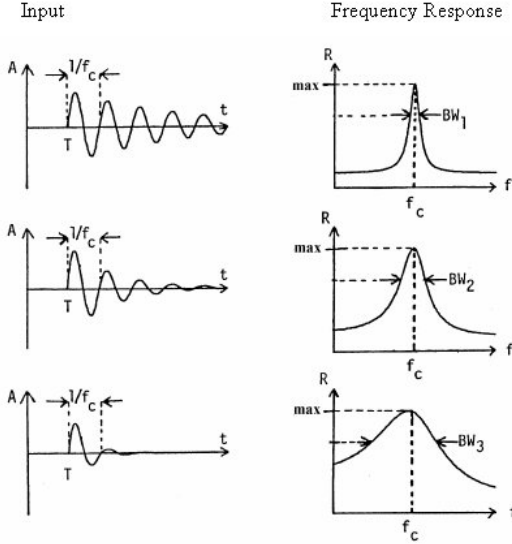 Input Frequency Response
A 1/fc t T
R max BW1 f fc
A 1/fc t T
R max BW2 f fc
A 1/fc t T
R max BW3 f fc